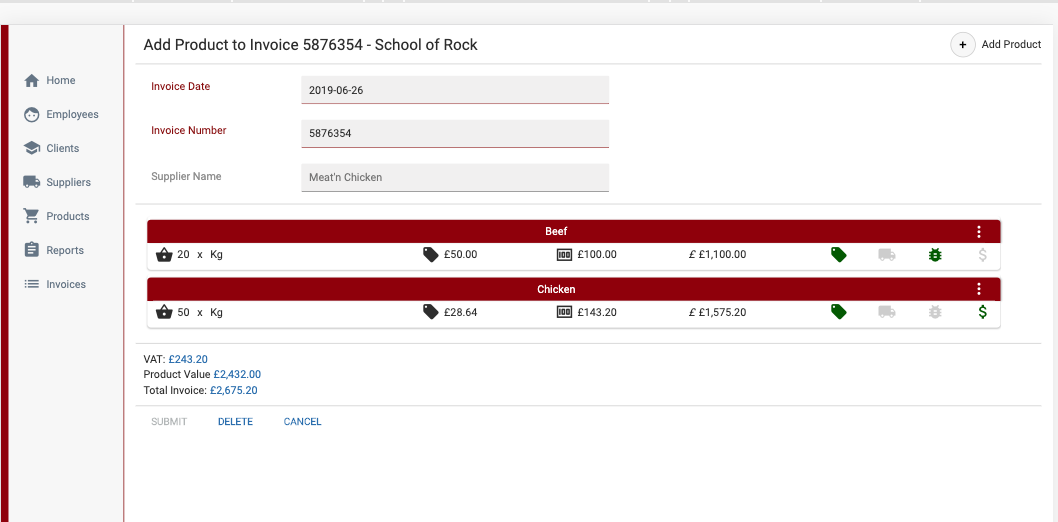 Add Product to Invoice 5876354 - School of Rock
+ Add Product
Home
Employees
Clients
Suppliers
Products
Reports
Invoices
Invoice Date
2019-06-26
Invoice Number
5876354
Supplier Name
Meat'n Chicken
Beef
20 x Kg £50.00 £100.00 £ £1,100.00 $
Chicken
50 x Kg £28.64 £143.20 £ £1,575.20 $
VAT: £243.20
Product Value £2,432.00
Total Invoice: £2,675.20
SUBMIT DELETE CANCEL